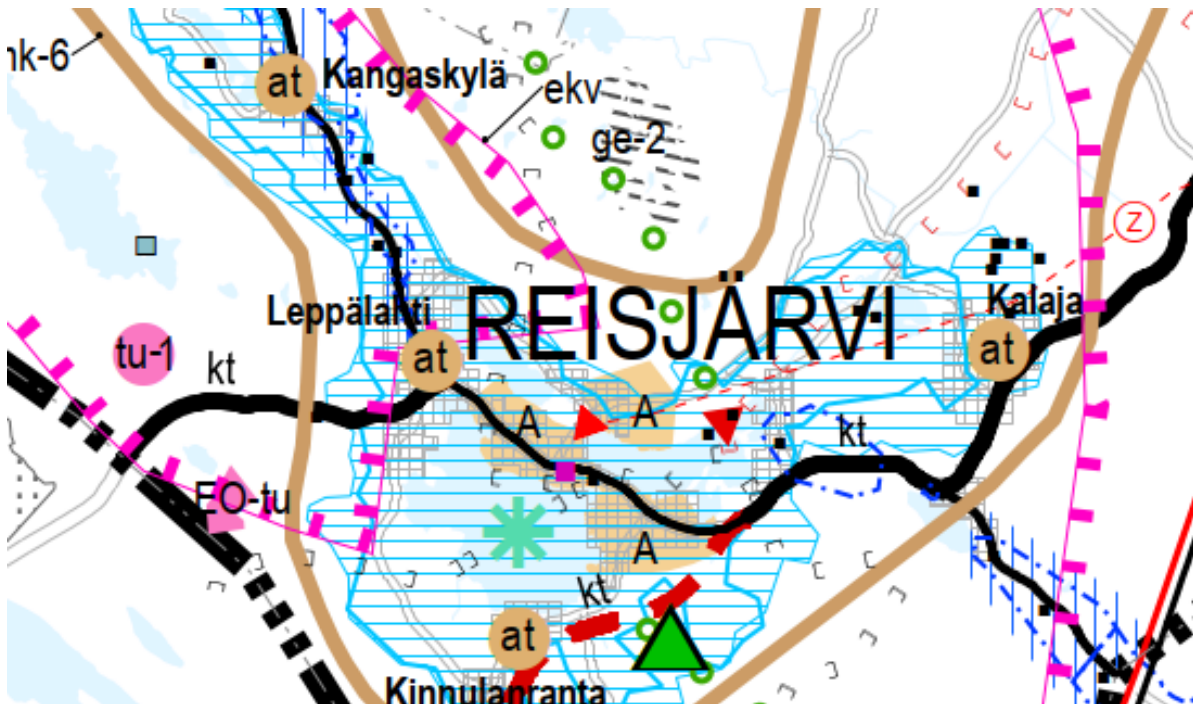 nk-6
at
Kangaskylä
ekv
ge-2
Z
Leppälahti
REISJÄRVI
Kalaja
tu-1
kt
at
at
A
A
kt
EO-tu
A
kt
at
Kinnulanranta